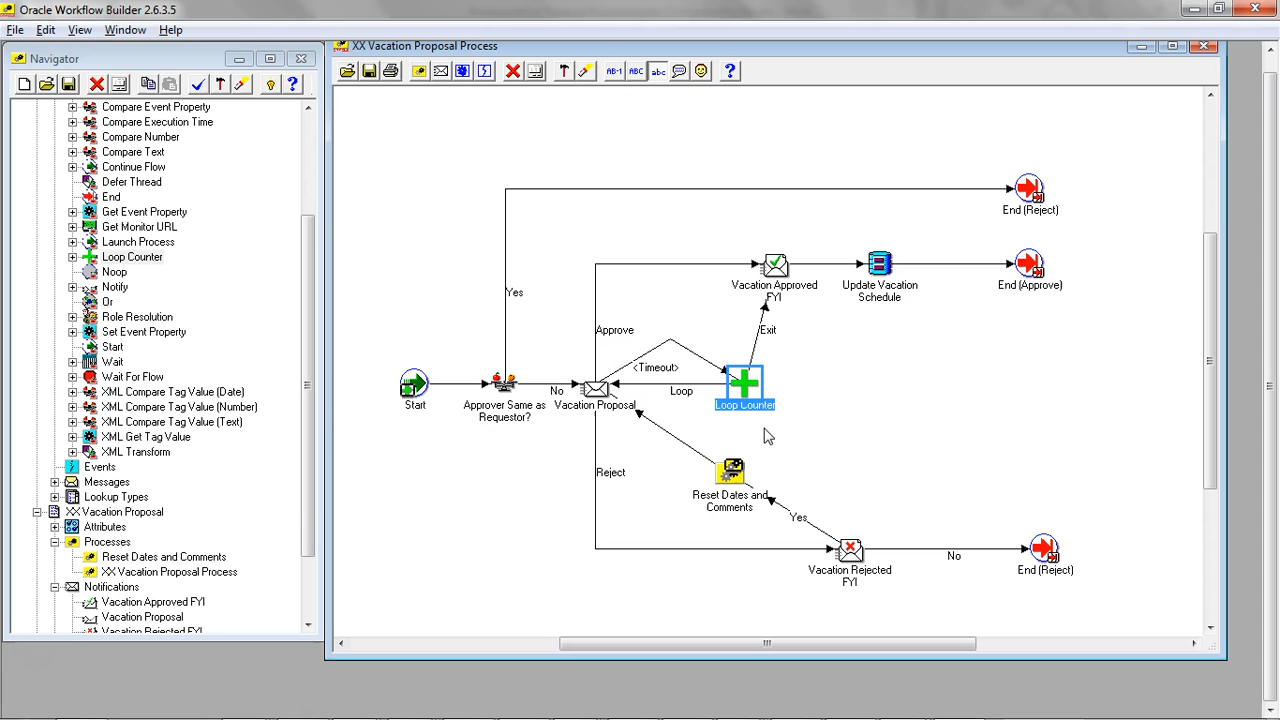 Oracle Workflow Builder 2.6.3.5
File Edit View Window Help
Navigator
Compare Event Property
Compare Execution Time
Compare Number
Compare Text
Continue Flow
Defer Thread
End
Get Event Property
Get Monitor URL
Launch Process
Loop Counter
Noop
Notify
Or
Role Resolution
Set Event Property
Start
Wait
Wait For Flow
XML Compare Tag Value (Date)
XML Compare Tag Value (Number)
XML Compare Tag Value (Text)
XML Get Tag Value
XML Transform
Events
Messages
Lookup Types
XX Vacation Proposal
Attributes
Processes
Reset Dates and Comments
XX Vacation Proposal Process
Notifications
Vacation Approved FYI
Vacation Proposal
Vacation Rejected FYI
XX Vacation Proposal Process
AB-1 ABC abc
End (Reject)
Yes
Vacation Approved
FYI
Update Vacation
Schedule
End (Approve)
Approve
Exit
<Timeout>
No
Loop
Start
Approver Same as
Requestor?
Vacation Proposal
Loop Counter
Reject
Reset Dates and
Comments
Yes
Vacation Rejected
FYI
No
End (Reject)